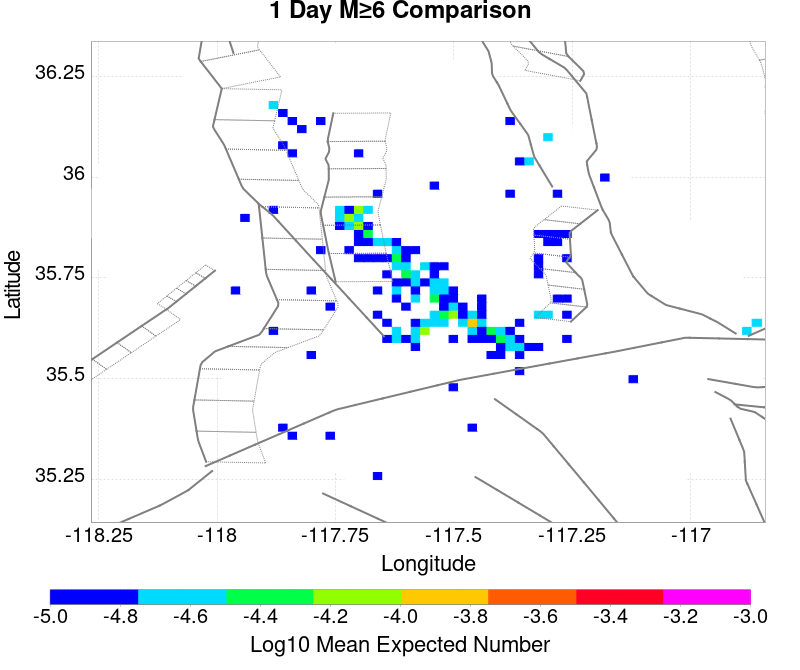 1 Day M≥6 Comparison
36.25
36
35.75
35.5
35.25
Latitude
-118.25 -118 -117.75 -117.5 -117.25 -117
Longitude
-5.0 -4.8 -4.6 -4.4 -4.2 -4.0 -3.8 -3.6 -3.4 -3.2 -3.0
Log10 Mean Expected Number